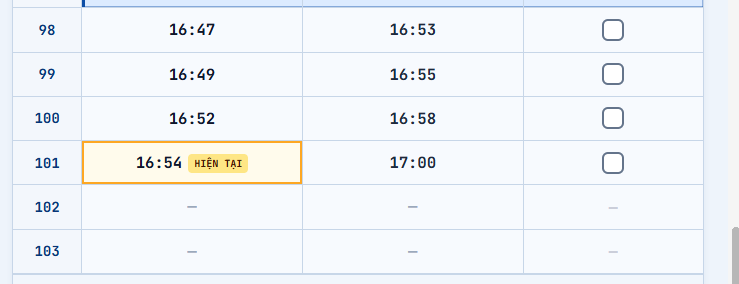 98 16:47 16:53
99 16:49 16:55
100 16:52 16:58
101 16:54 HIỆN TẠI 17:00
102 – – –
103 – – –